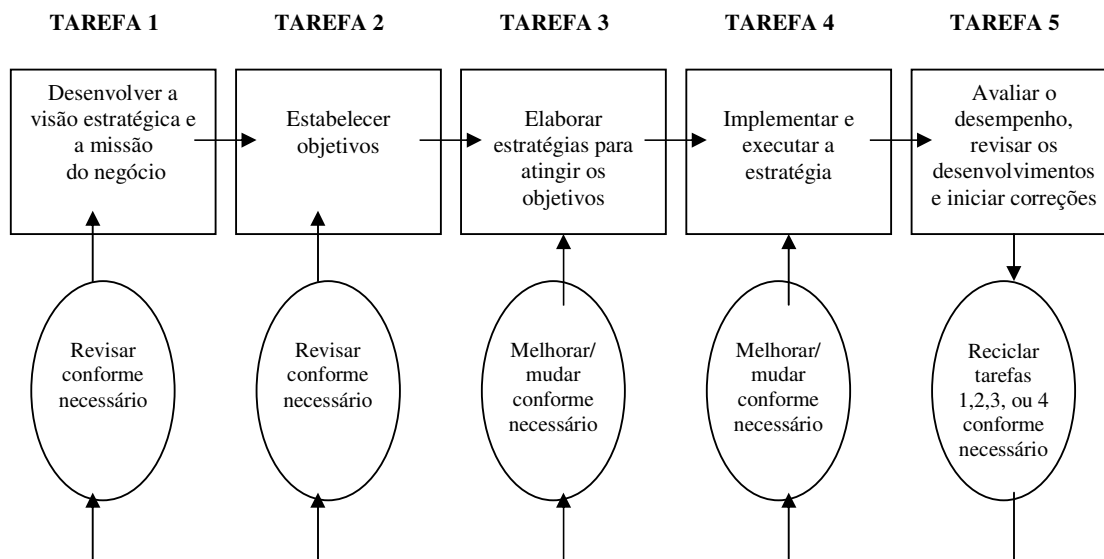 TAREFA 1
TAREFA 2
TAREFA 3
TAREFA 4
TAREFA 5
Desenvolver a
visão estratégica e
a missão
do negócio
Estabelecer
objetivos
Elaborar
estratégias para
atingir os
objetivos
Implementar e
executar a
estratégia
Avaliar o
desempenho,
revisar os
desenvolvimentos
e iniciar correções
Revisar
conforme
necessário
Revisar
conforme
necessário
Melhorar/
mudar
conforme
necessário
Melhorar/
mudar
conforme
necessário
Reciclar
tarefas
1,2,3, ou 4
conforme
necessário